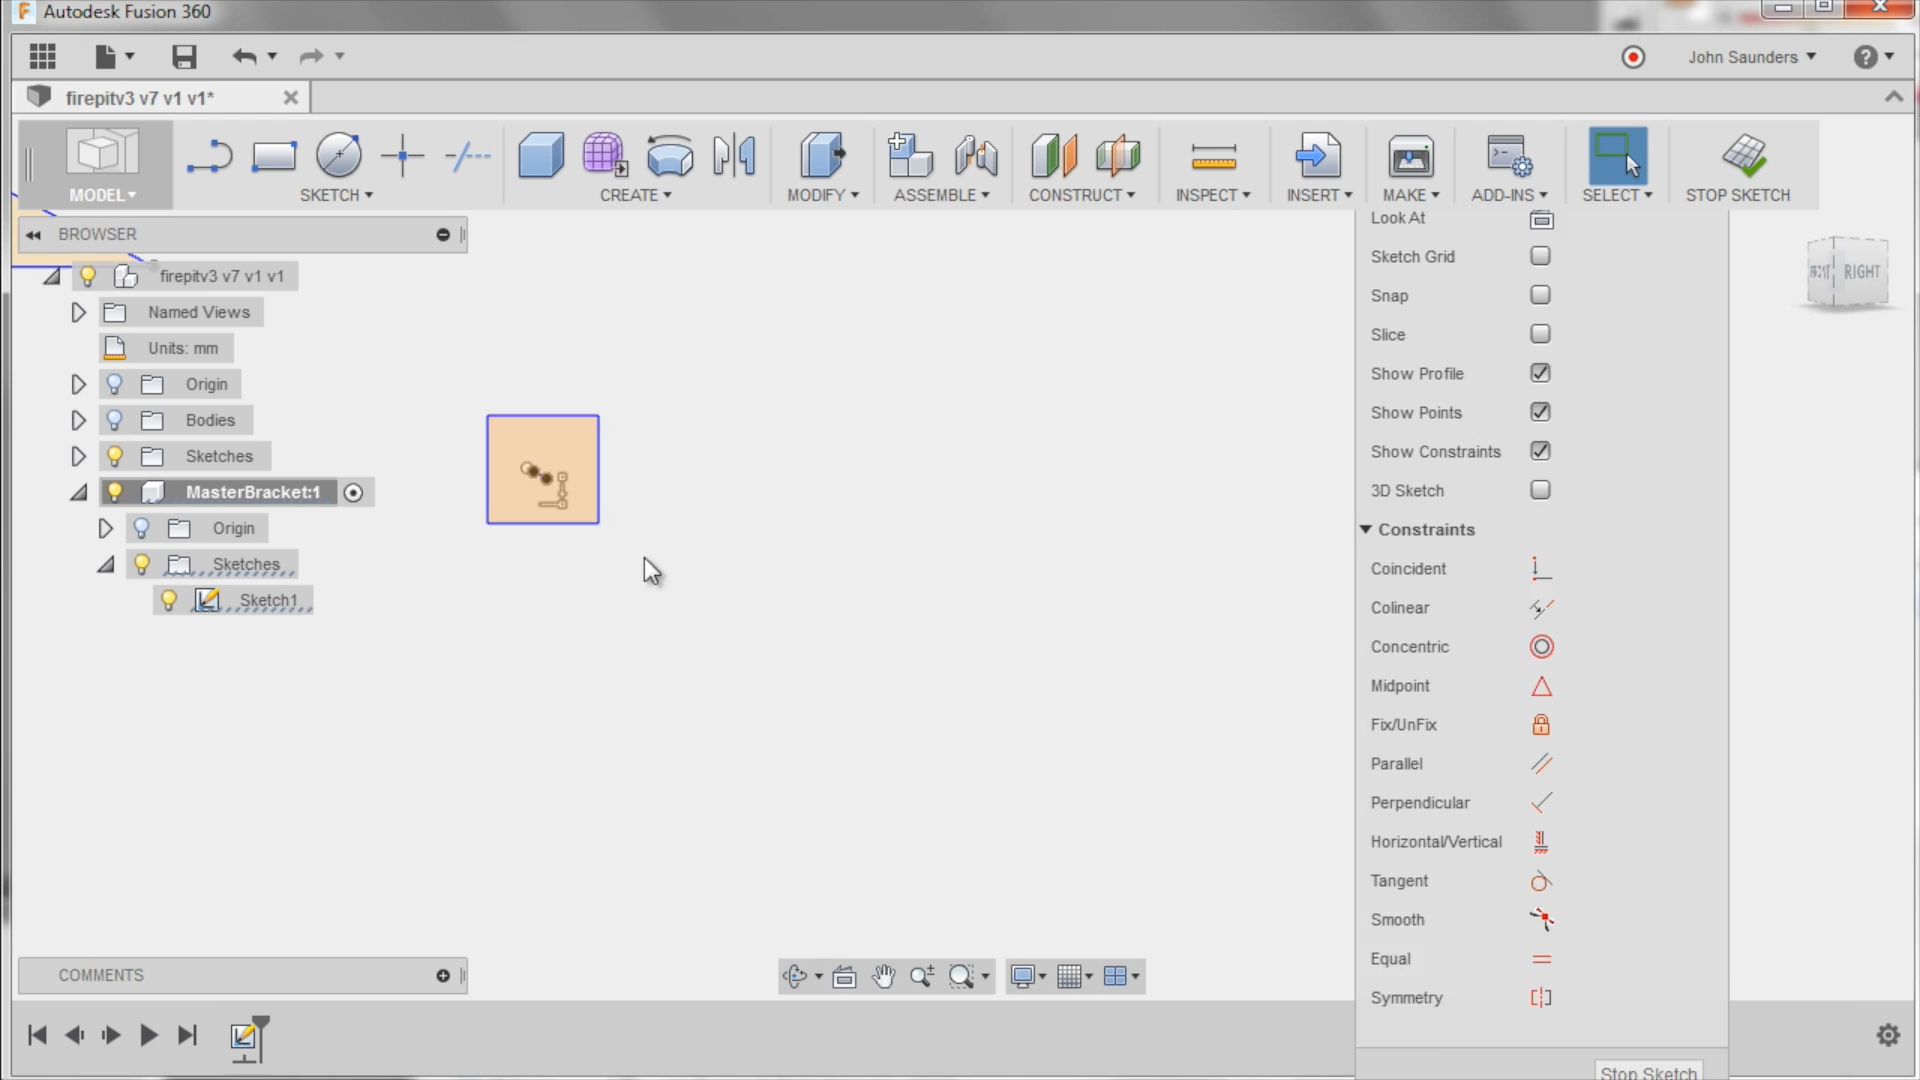 Autodesk Fusion 360
John Saunders
firepitv3 v7 v1 v1*
MODEL
SKETCH
CREATE
MODIFY
ASSEMBLE
CONSTRUCT
INSPECT
INSERT
MAKE
ADD-INS
SELECT
STOP SKETCH
BROWSER
firepitv3 v7 v1 v1
Named Views
Units: mm
Origin
Bodies
Sketches
MasterBracket:1
Origin
Sketches
Sketch1
Look At
Sketch Grid
Snap
Slice
Show Profile
Show Points
Show Constraints
3D Sketch
Constraints
Coincident
Colinear
Concentric
Midpoint
Fix/UnFix
Parallel
Perpendicular
Horizontal/Vertical
Tangent
Smooth
Equal
Symmetry
Stop Sketch
FRONT
RIGHT
COMMENTS